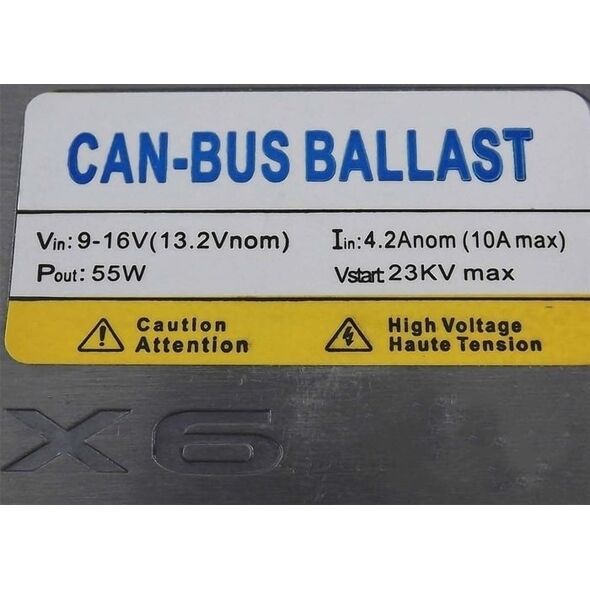 CAN-BUS BALLAST
Vin: 9-16V(13.2Vnom) Iin: 4.2Anom (10A max)
Pout: 55W Vstart: 23KV max
Caution High Voltage
Attention Haute Tension
X6